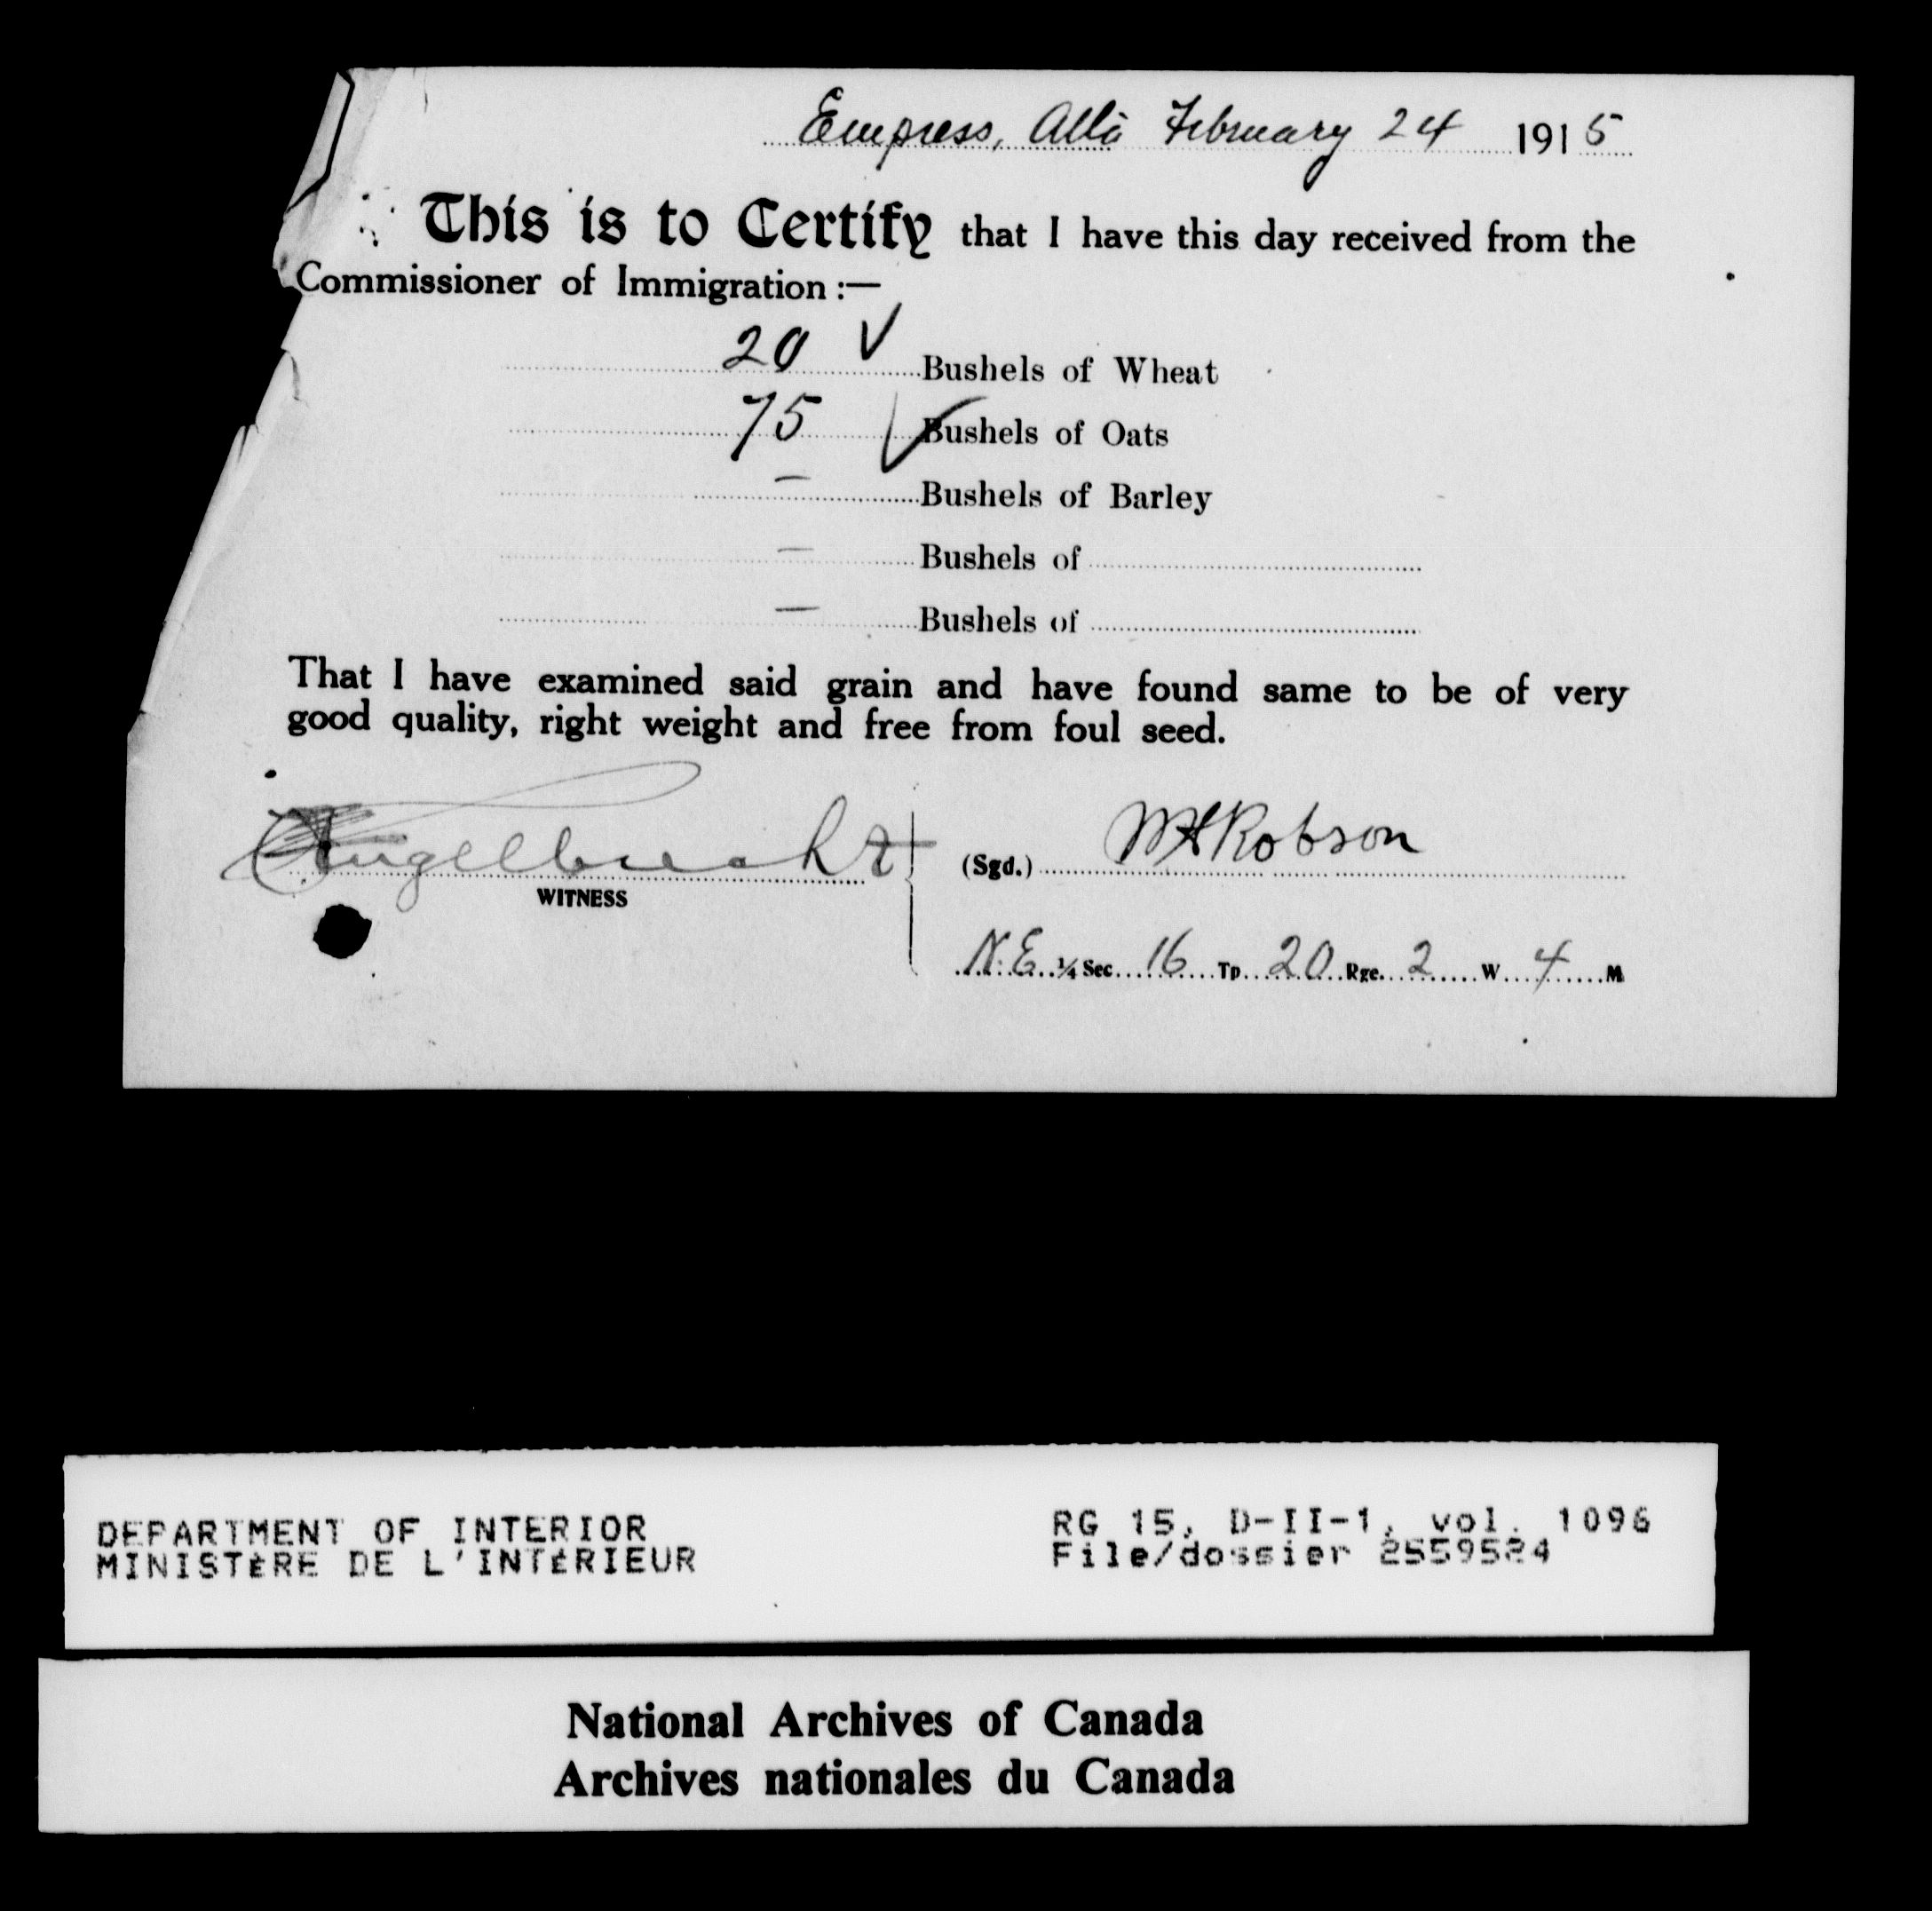 Empress, Alta February 24 1915
This is to Certify that I have this day received from the
Commissioner of Immigration :—
20 ✓ Bushels of Wheat
75 ✓ Bushels of Oats
— Bushels of Barley
— Bushels of
— Bushels of
That I have examined said grain and have found same to be of very
good quality, right weight and free from foul seed.
Engelbrecht
WITNESS
(Sgd.) W H Robson
N.E. ¼ Sec. 16 Tp. 20 Rge. 2 W 4 M
DEPARTMENT OF INTERIOR
MINISTÈRE DE L'INTÉRIEUR
RG 15, D-II-1, vol. 1096
File/dossier 2559524
National Archives of Canada
Archives nationales du Canada